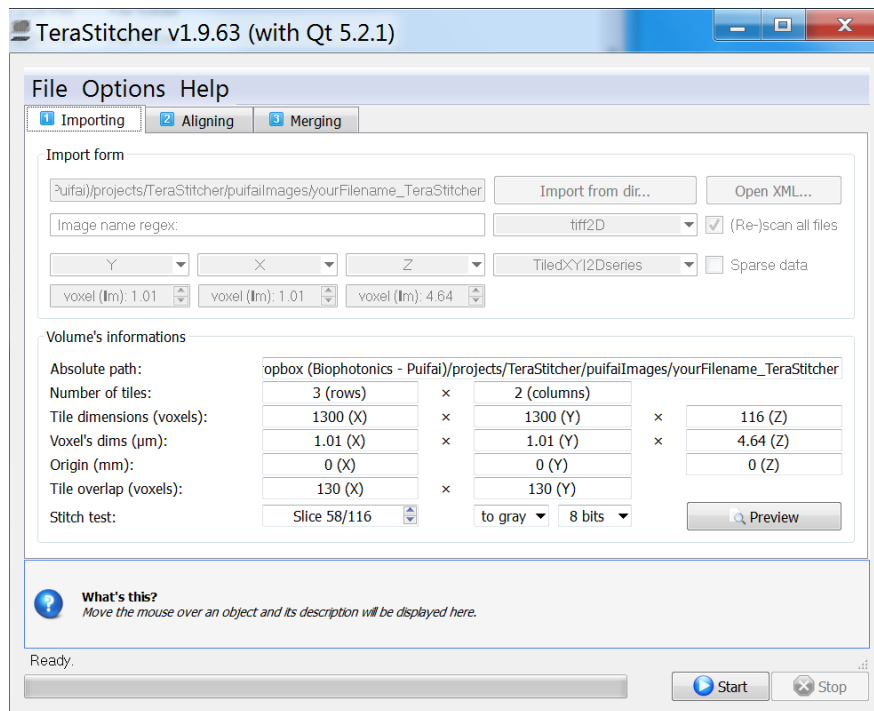 TeraStitcher v1.9.63 (with Qt 5.2.1)
File Options Help
1 Importing 2 Aligning 3 Merging
Import form
Puifai)/projects/TeraStitcher/puifaiImages/yourFilename_TeraStitcher Import from dir... Open XML...
Image name regex: tiff2D (Re-)scan all files
Y X Z TiledXY|2Dseries Sparse data
voxel (lm): 1.01 voxel (lm): 1.01 voxel (lm): 4.64
Volume's informations
Absolute path: opbox (Biophotonics - Puifai)/projects/TeraStitcher/puifaiImages/yourFilename_TeraStitcher
Number of tiles: 3 (rows) × 2 (columns)
Tile dimensions (voxels): 1300 (X) × 1300 (Y) × 116 (Z)
Voxel's dims (µm): 1.01 (X) × 1.01 (Y) × 4.64 (Z)
Origin (mm): 0 (X) 0 (Y) 0 (Z)
Tile overlap (voxels): 130 (X) × 130 (Y)
Stitch test: Slice 58/116 to gray 8 bits Preview
What's this?
Move the mouse over an object and its description will be displayed here.
Ready.
Start Stop